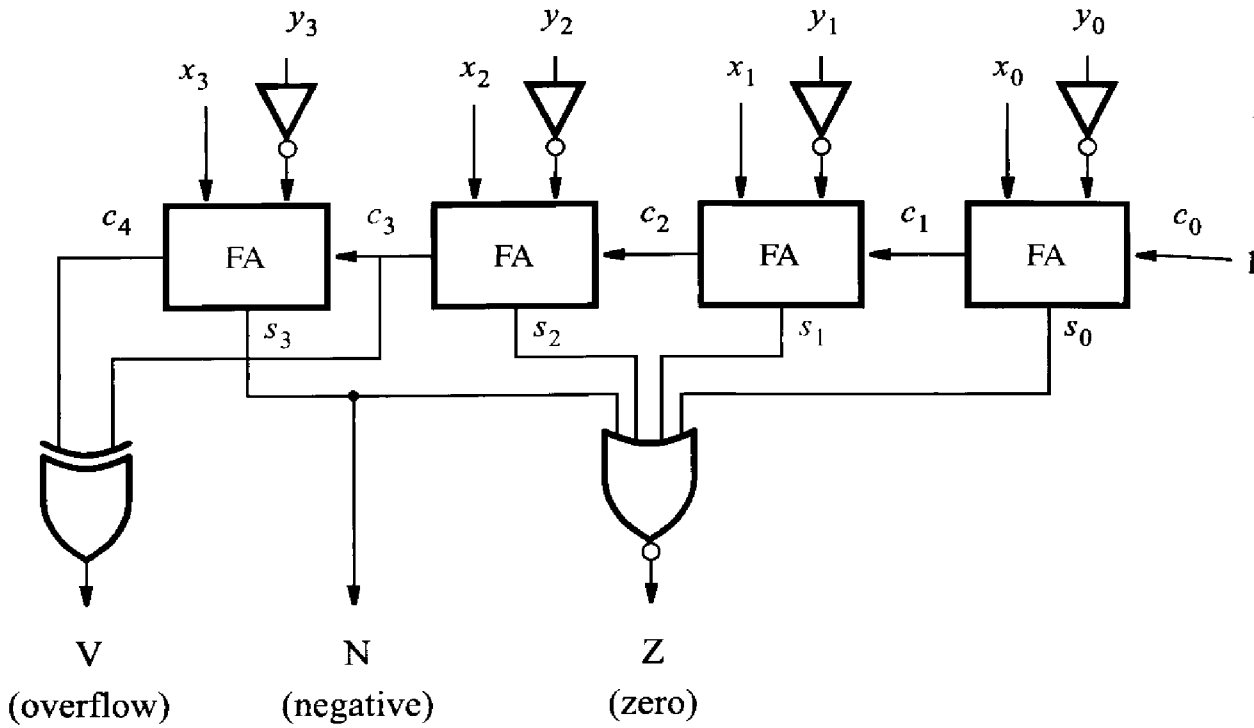 y₃ y₂ y₁ y₀
x₃ x₂ x₁ x₀
c₄ FA c₃ FA c₂ FA c₁ FA c₀ 1
s₃ s₂ s₁ s₀
V N Z
(overflow) (negative) (zero)